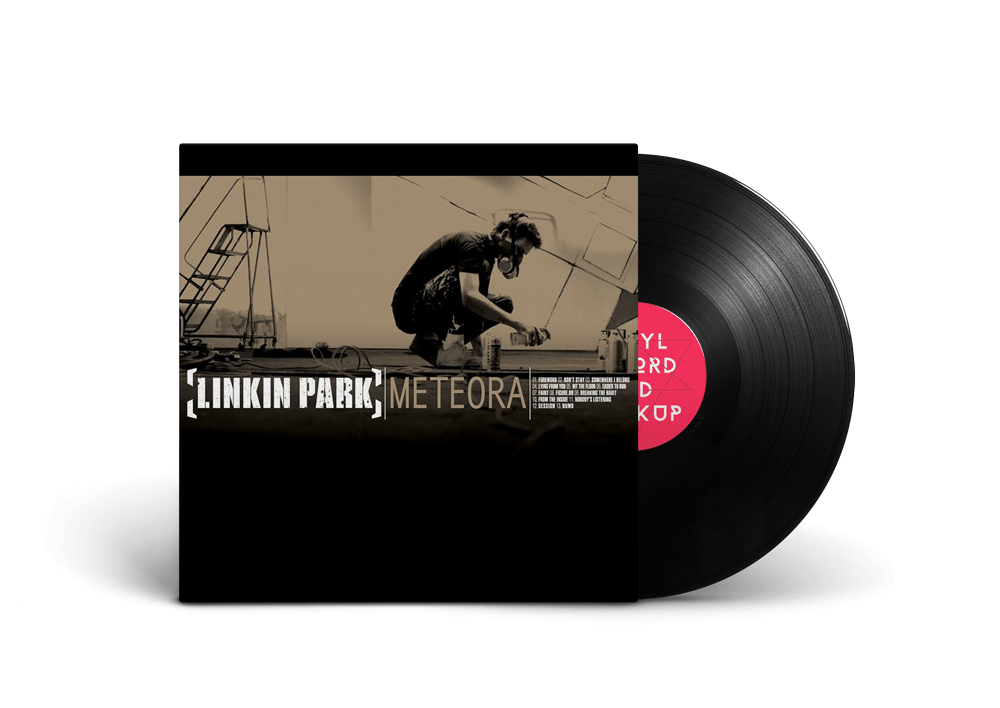 [LINKIN PARK]
METEORA
01. FOREWORD 02. DON'T STAY 03. SOMEWHERE I BELONG
04. LYING FROM YOU 05. HIT THE FLOOR 06. EASIER TO RUN
07. FAINT 08. FIGURE.09 09. BREAKING THE HABIT
10. FROM THE INSIDE 11. NOBODY'S LISTENING
12. SESSION 13. NUMB
YL
ORD
D
KUP